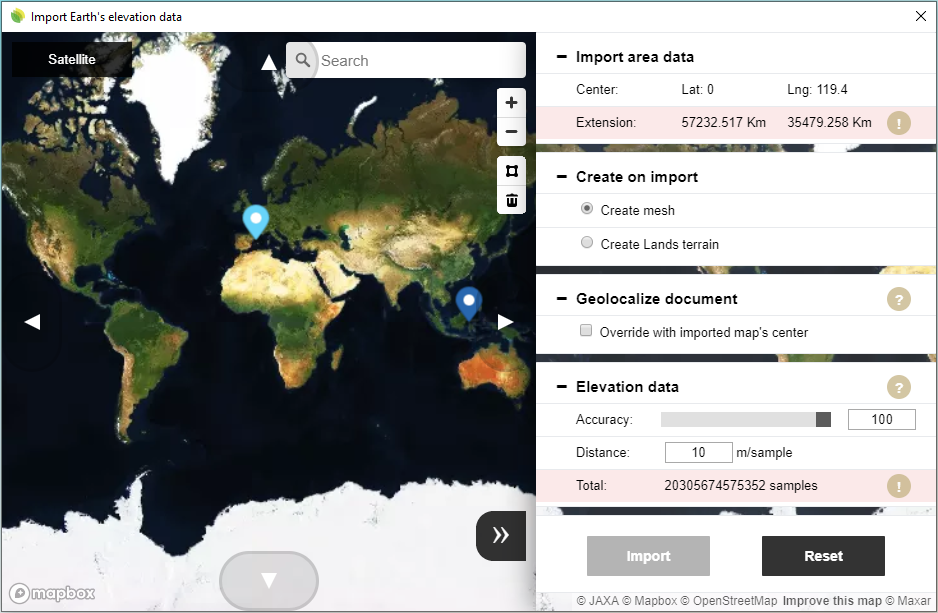 Import Earth's elevation data
Satellite
Search
Import area data
Center: Lat: 0 Lng: 119.4
Extension: 57232.517 Km 35479.258 Km !
Create on import
Create mesh
Create Lands terrain
Geolocalize document ?
Override with imported map's center
Elevation data ?
Accuracy: 100
Distance: 10 m/sample
Total: 20305674575352 samples !
Import Reset
mapbox
© JAXA © Mapbox © OpenStreetMap Improve this map © Maxar